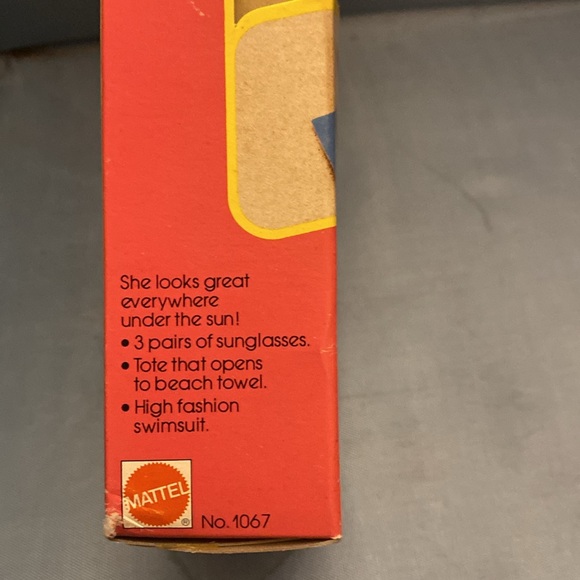 She looks great
everywhere
under the sun!
• 3 pairs of sunglasses.
• Tote that opens
to beach towel.
• High fashion
swimsuit.
MATTEL
® No. 1067